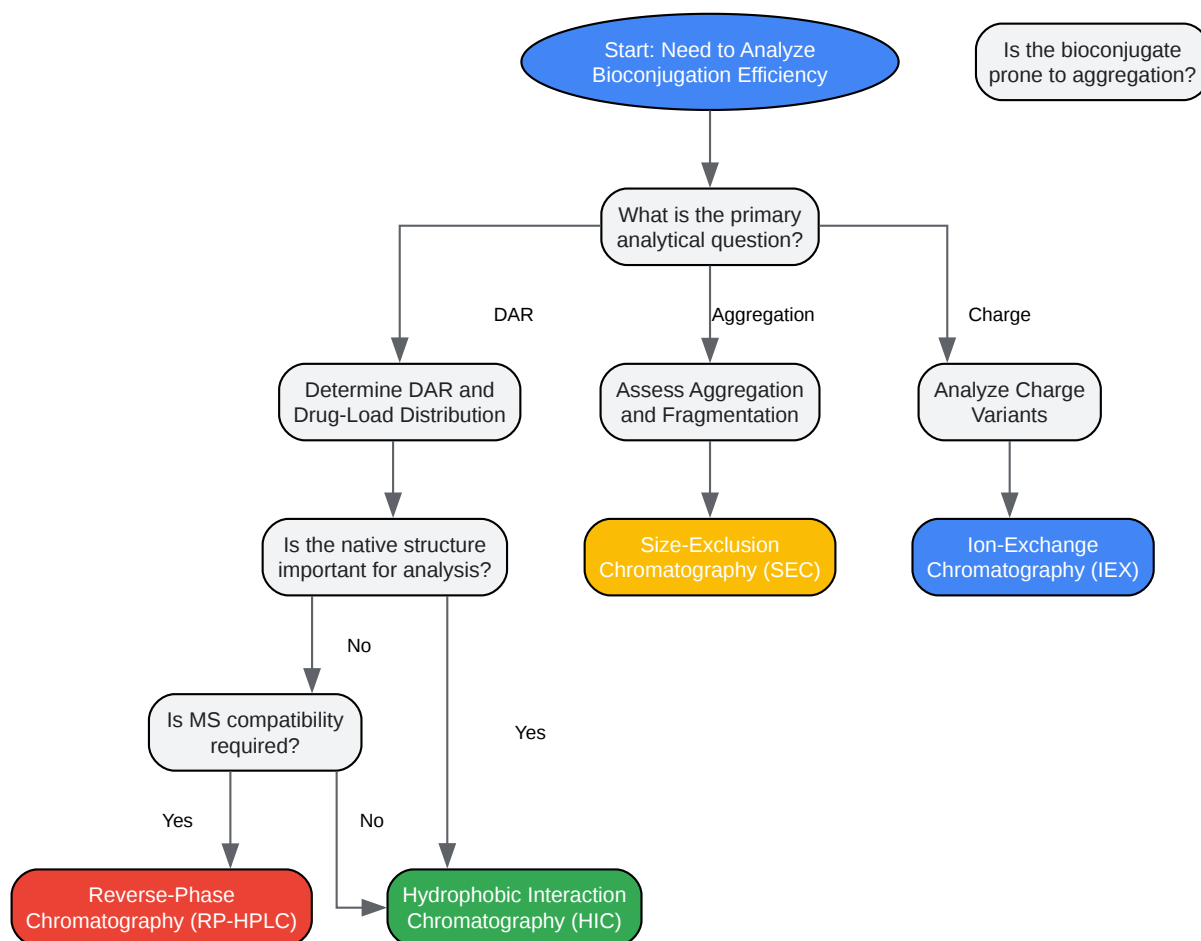 Start: Need to Analyze
Bioconjugation Efficiency
Is the bioconjugate
prone to aggregation?
What is the primary
analytical question?
DAR
Aggregation
Charge
Determine DAR and
Drug-Load Distribution
Assess Aggregation
and Fragmentation
Analyze Charge
Variants
Is the native structure
important for analysis?
Size-Exclusion
Chromatography (SEC)
Ion-Exchange
Chromatography (IEX)
No
Is MS compatibility
required?
Yes
Yes
No
Reverse-Phase
Chromatography (RP-HPLC)
Hydrophobic Interaction
Chromatography (HIC)